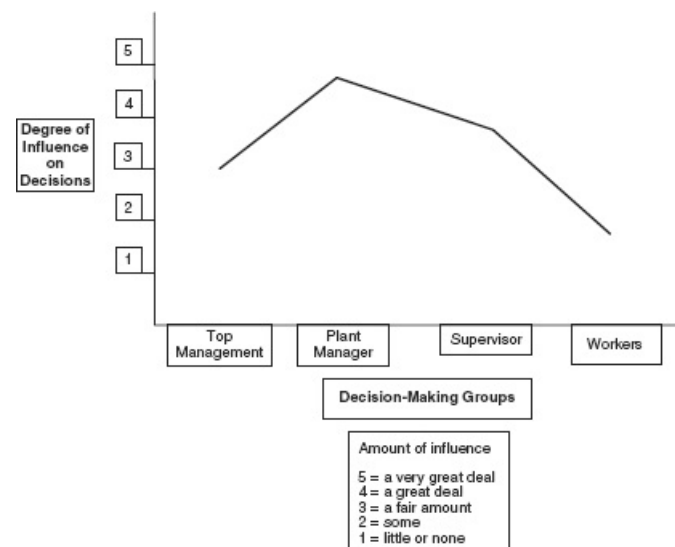 5
4
Degree of
Influence
on
Decisions
3
2
1
Top
Management
Plant
Manager
Supervisor
Workers
Decision-Making Groups
Amount of influence
5 = a very great deal
4 = a great deal
3 = a fair amount
2 = some
1 = little or none